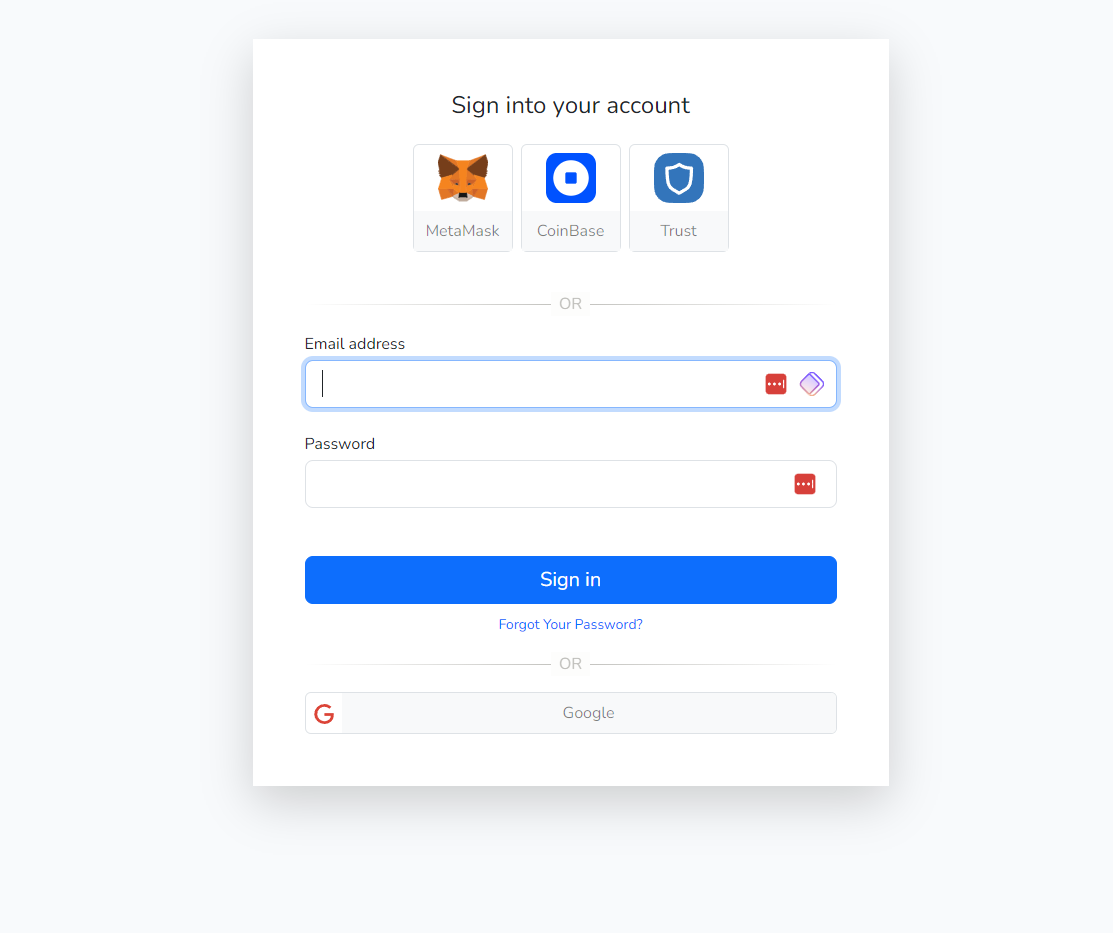 Sign into your account
MetaMask
CoinBase
Trust
OR
Email address
Password
Sign in
Forgot Your Password?
OR
Google